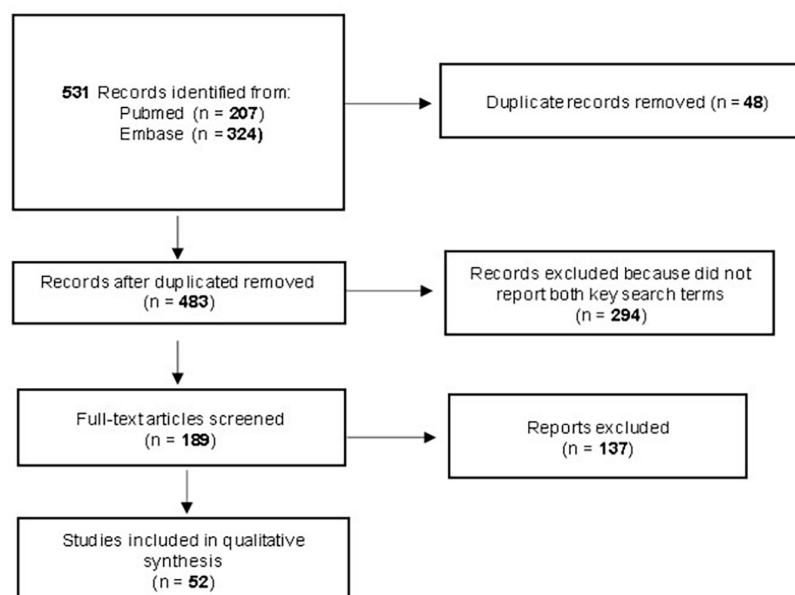 531 Records identified from:
Pubmed (n = 207)
Embase (n = 324)
Duplicate records removed (n = 48)
Records after duplicated removed
(n = 483)
Records excluded because did not
report both key search terms
(n = 294)
Full-text articles screened
(n = 189)
Reports excluded
(n = 137)
Studies included in qualitative
synthesis
(n = 52)